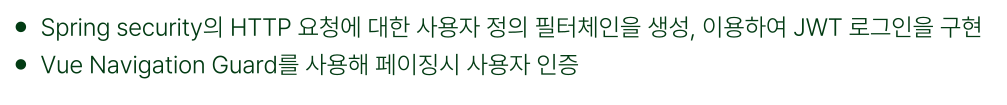 • Spring security의 HTTP 요청에 대한 사용자 정의 필터체인을 생성, 이용하여 JWT 로그인을 구현
• Vue Navigation Guard를 사용해 페이징시 사용자 인증